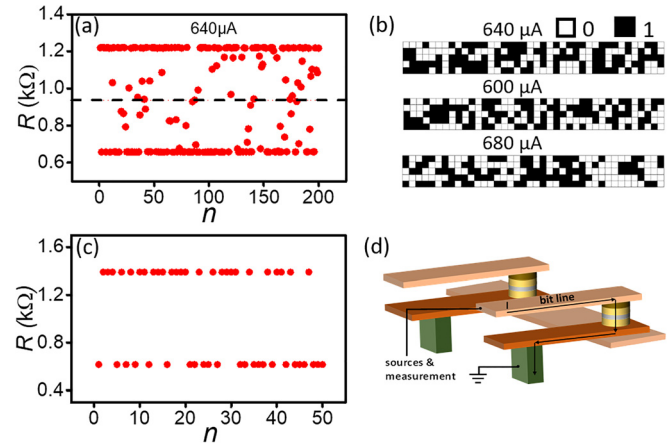 (a)
640μA
1.4
1.2
1.0
0.8
0.6
R (kΩ)
0 50 100 150 200
n
(b)
640 μA 0 1
600 μA
680 μA
(c)
1.6
1.2
0.8
0.4
R (kΩ)
0 10 20 30 40 50
n
(d)
I
bit line
sources &
measurement